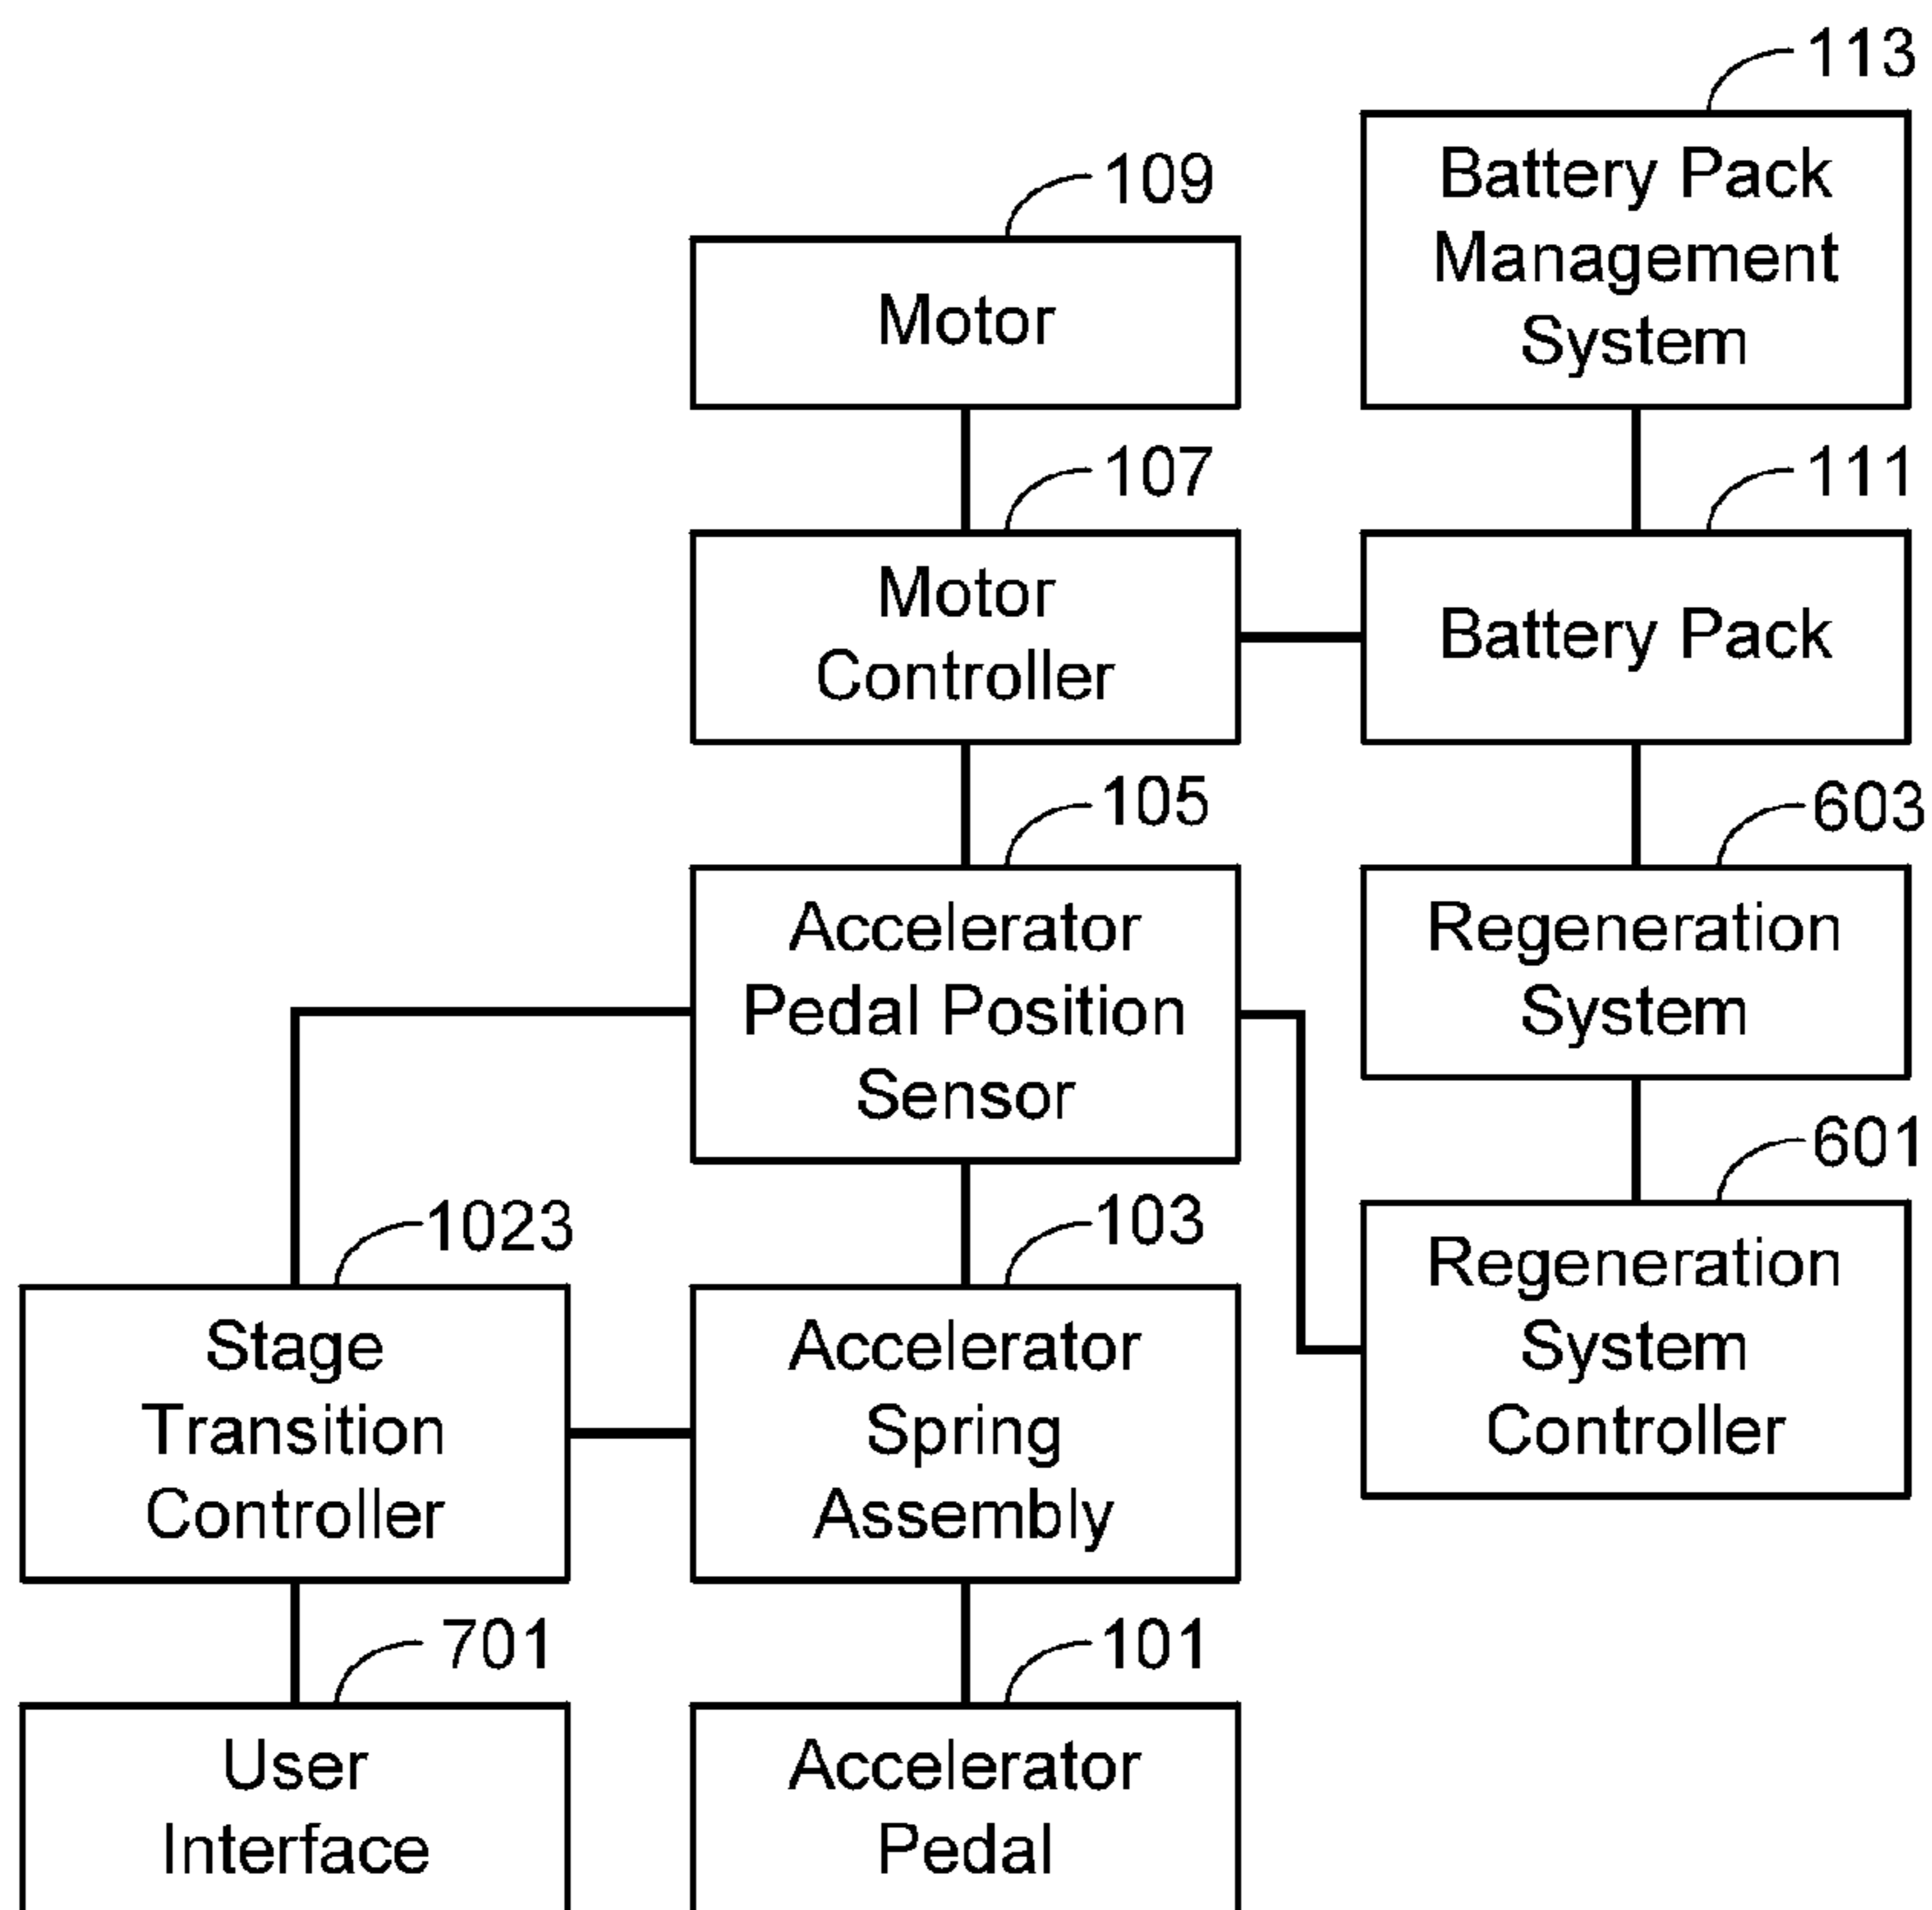 113
Battery Pack
Management
System
109
Motor
107
Motor
Controller
111
Battery Pack
105
Accelerator
Pedal Position
Sensor
603
Regeneration
System
601
Regeneration
System
Controller
1023
Stage
Transition
Controller
103
Accelerator
Spring
Assembly
701
User
Interface
101
Accelerator
Pedal